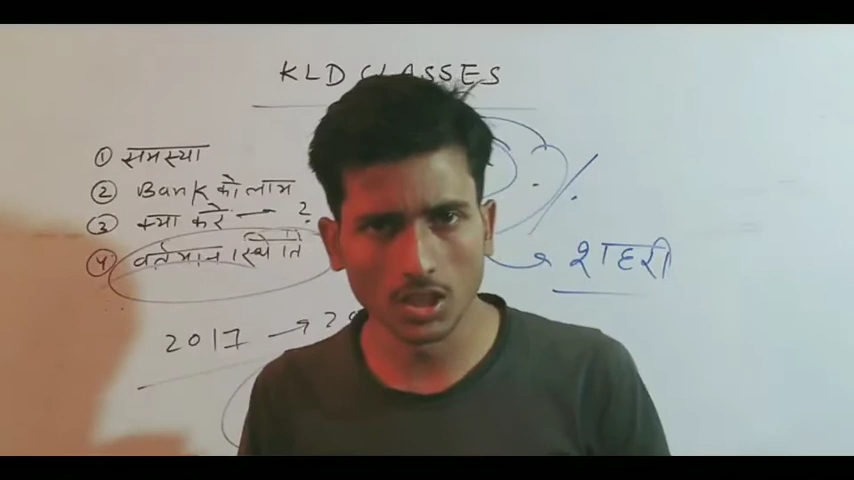 KLD CLASSES
① समस्या
② Bank को लाभ
③ क्या करे → ?
④ वर्तमान स्थिति
%
→ शहरी
2017 →